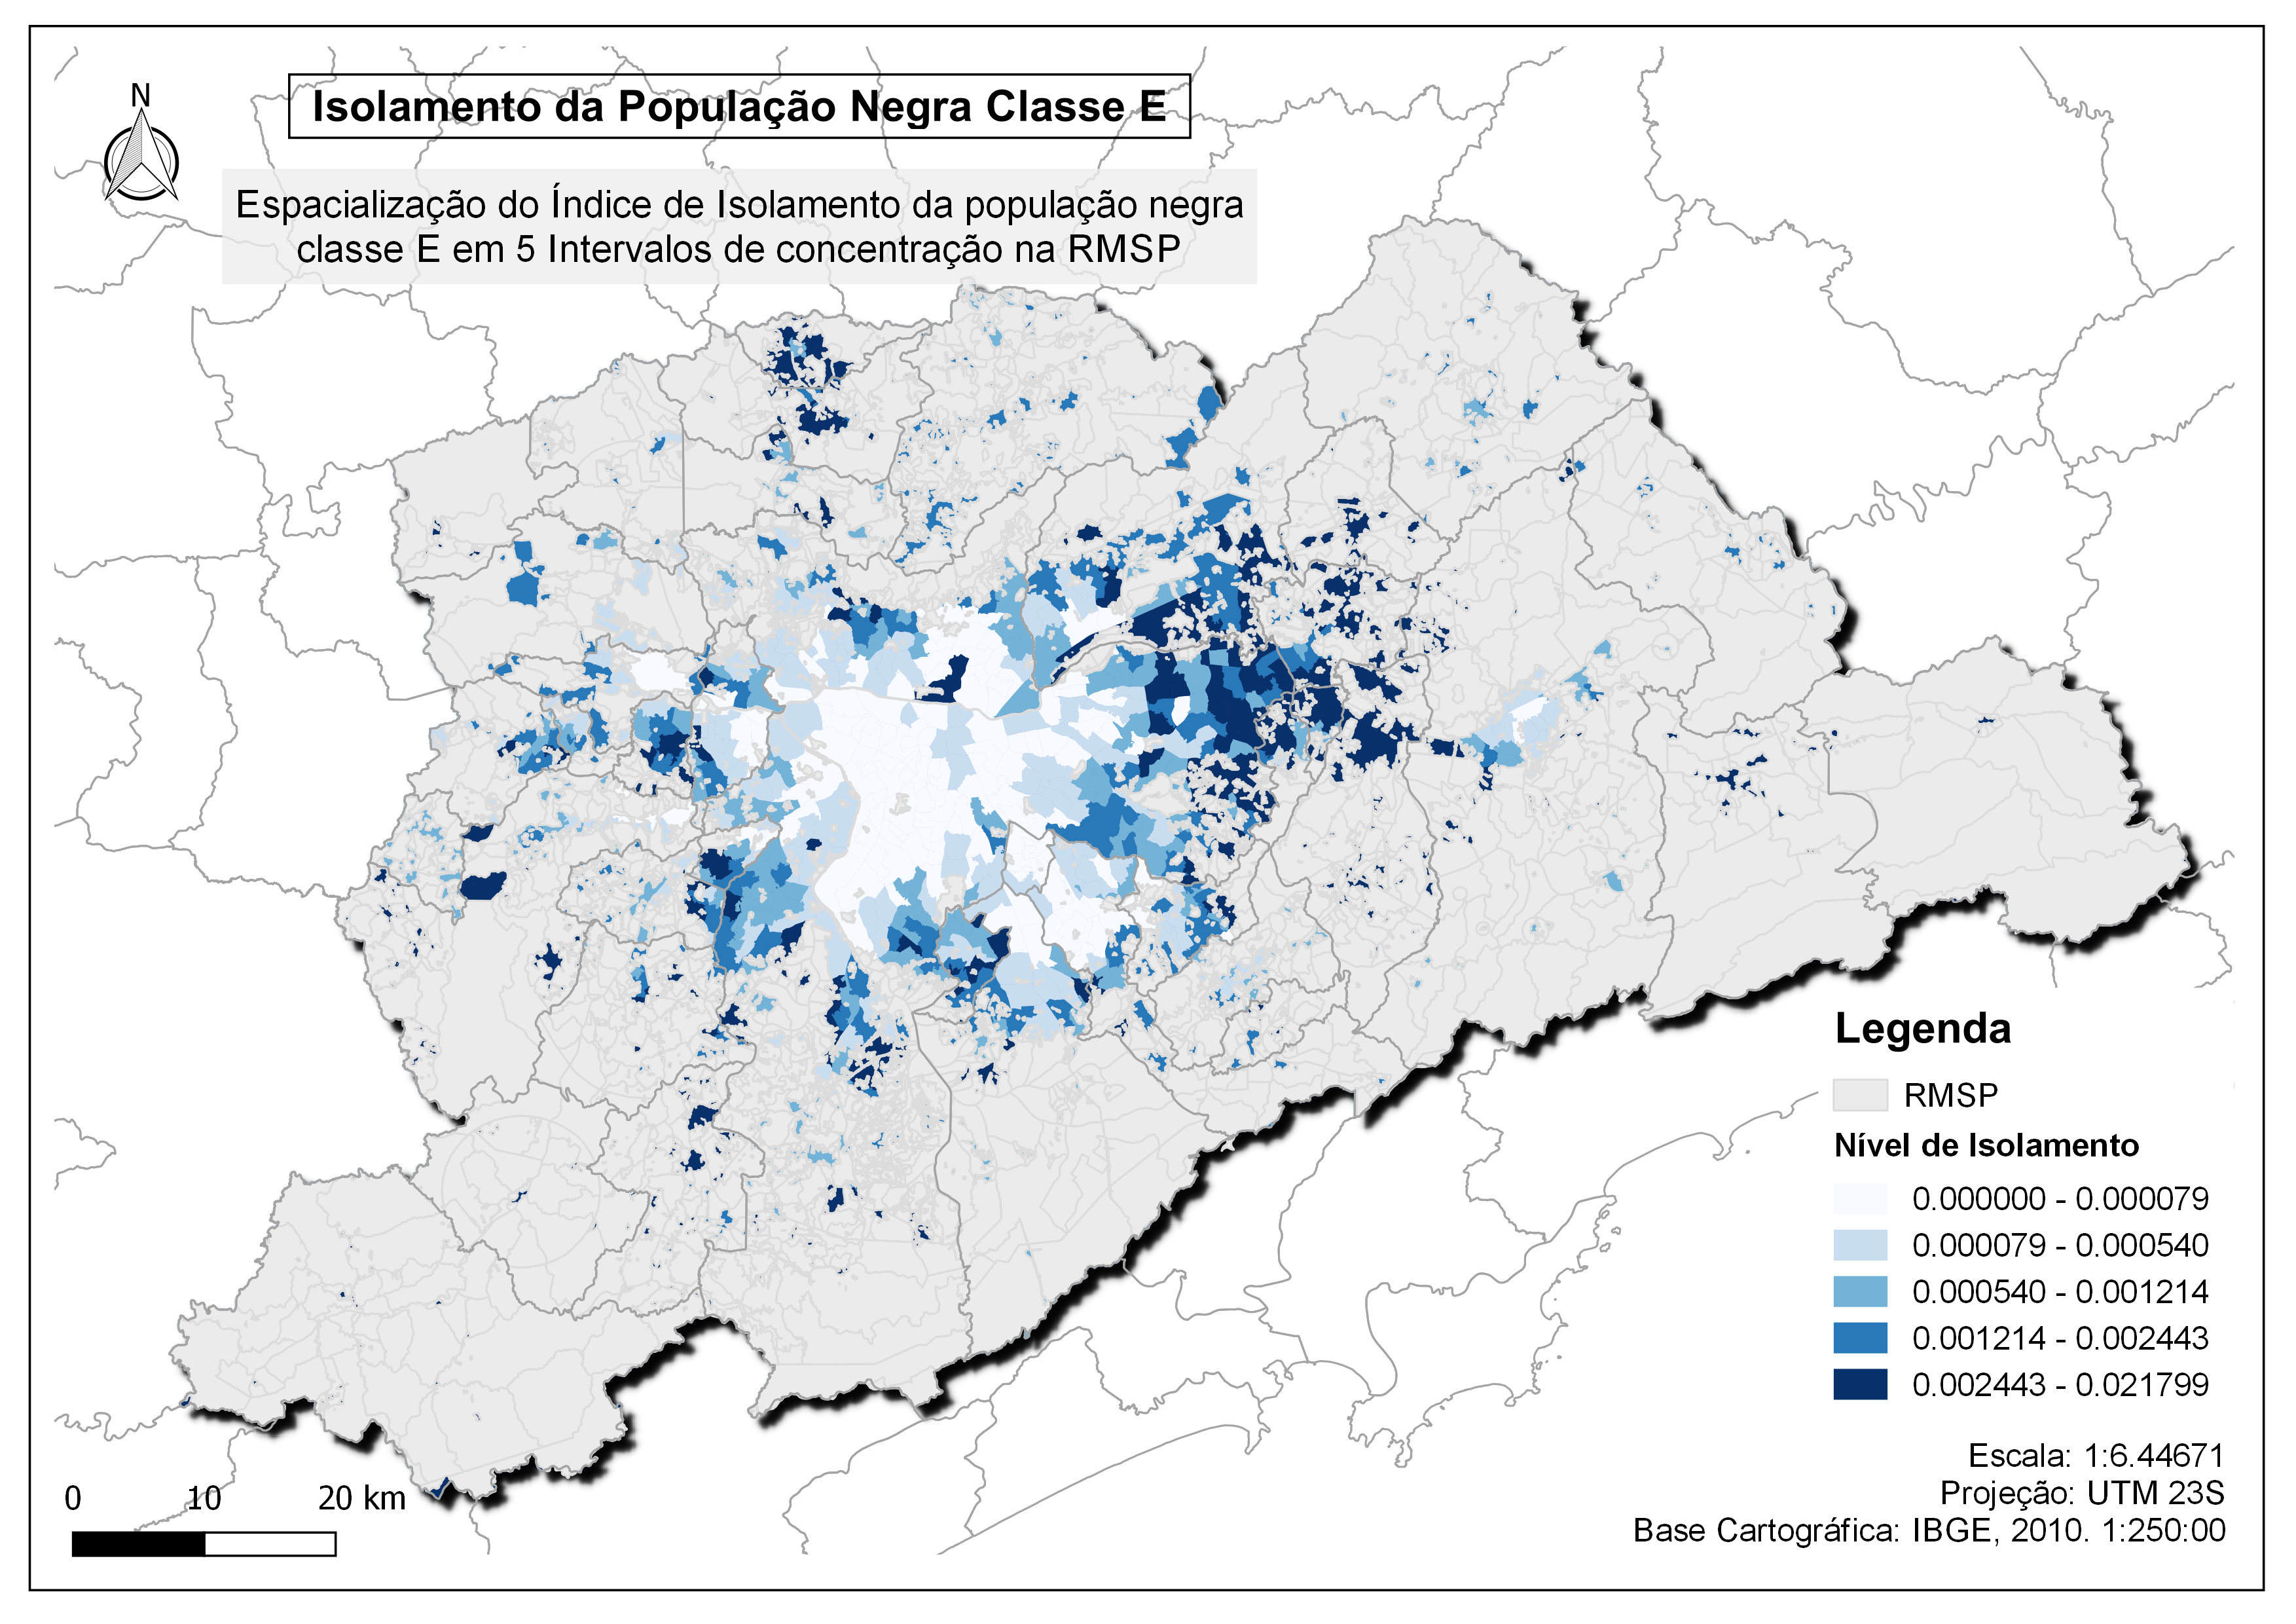 N
Isolamento da População Negra Classe E
Espacialização do Índice de Isolamento da população negra
classe E em 5 Intervalos de concentração na RMSP
Legenda
RMSP
Nível de Isolamento
0.000000 - 0.000079
0.000079 - 0.000540
0.000540 - 0.001214
0.001214 - 0.002443
0.002443 - 0.021799
Escala: 1:6.44671
Projeção: UTM 23S
Base Cartográfica: IBGE, 2010. 1:250:00
0 10 20 km